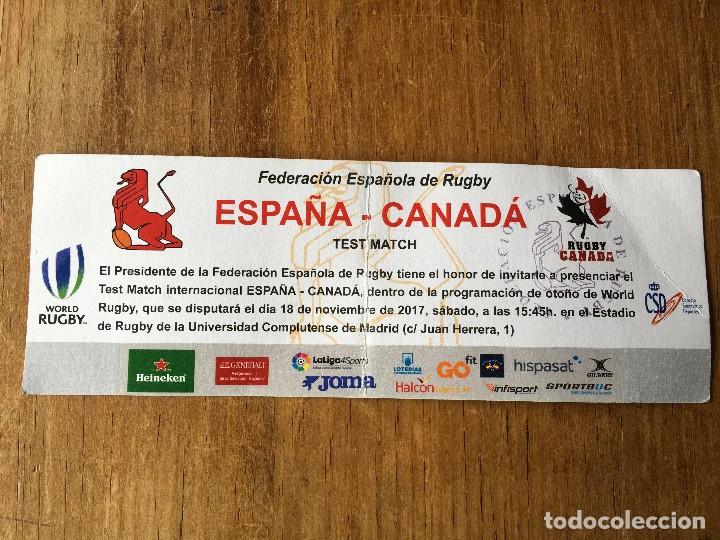 Federación Española de Rugby
ESPAÑA - CANADÁ
TEST MATCH
RUGBY
CANADA
El Presidente de la Federación Española de Rugby tiene el honor de invitarle a presenciar el
Test Match internacional ESPAÑA - CANADÁ, dentro de la programación de otoño de World
Rugby, que se disputará el dia 18 de noviembre de 2017, sábado, a las 15:45h. en el Estadio
de Rugby de la Universidad Complutense de Madrid (c/ Juan Herrera, 1)
WORLD
RUGBY
CSD
Heineken
GENERALI
LaLiga4Sports
Joma
LOTERIAS
Halcón
GO fit
hispasat
GILBERT
infisport
SPORTBUC
todocoleccion